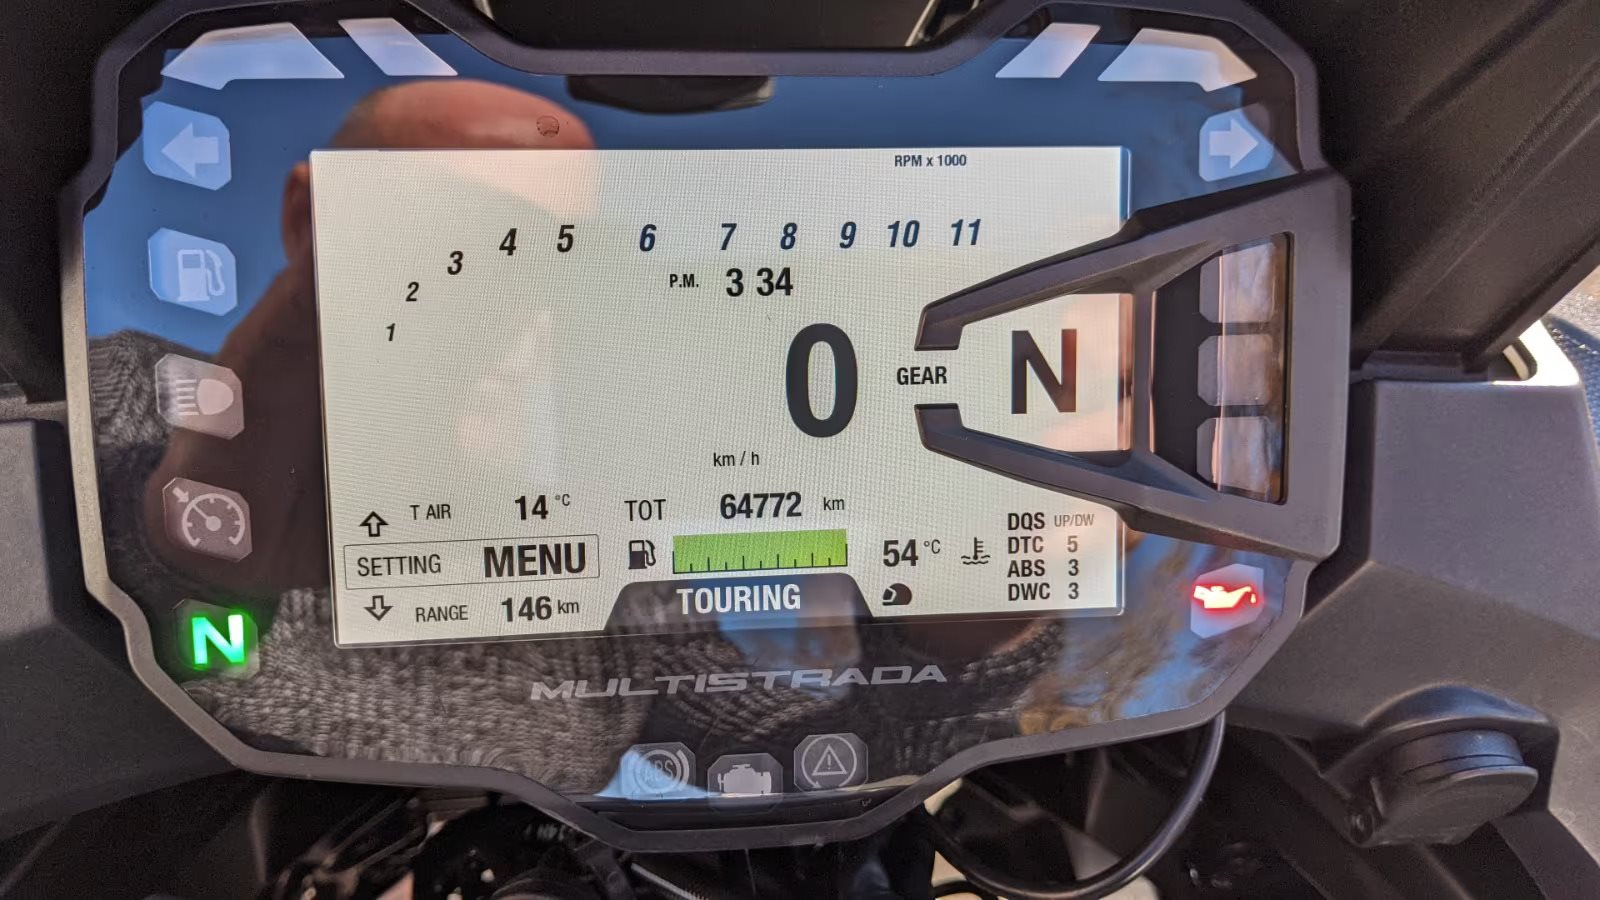 RPM x 1000
1 2 3 4 5 6 7 8 9 10 11
P.M. 3 34
0
km / h
GEAR N
T AIR 14 °C
SETTING MENU
RANGE 146 km
TOT 64772 km
54 °C
TOURING
DQS UP/DW
DTC 5
ABS 3
DWC 3
N
MULTISTRADA
ABS